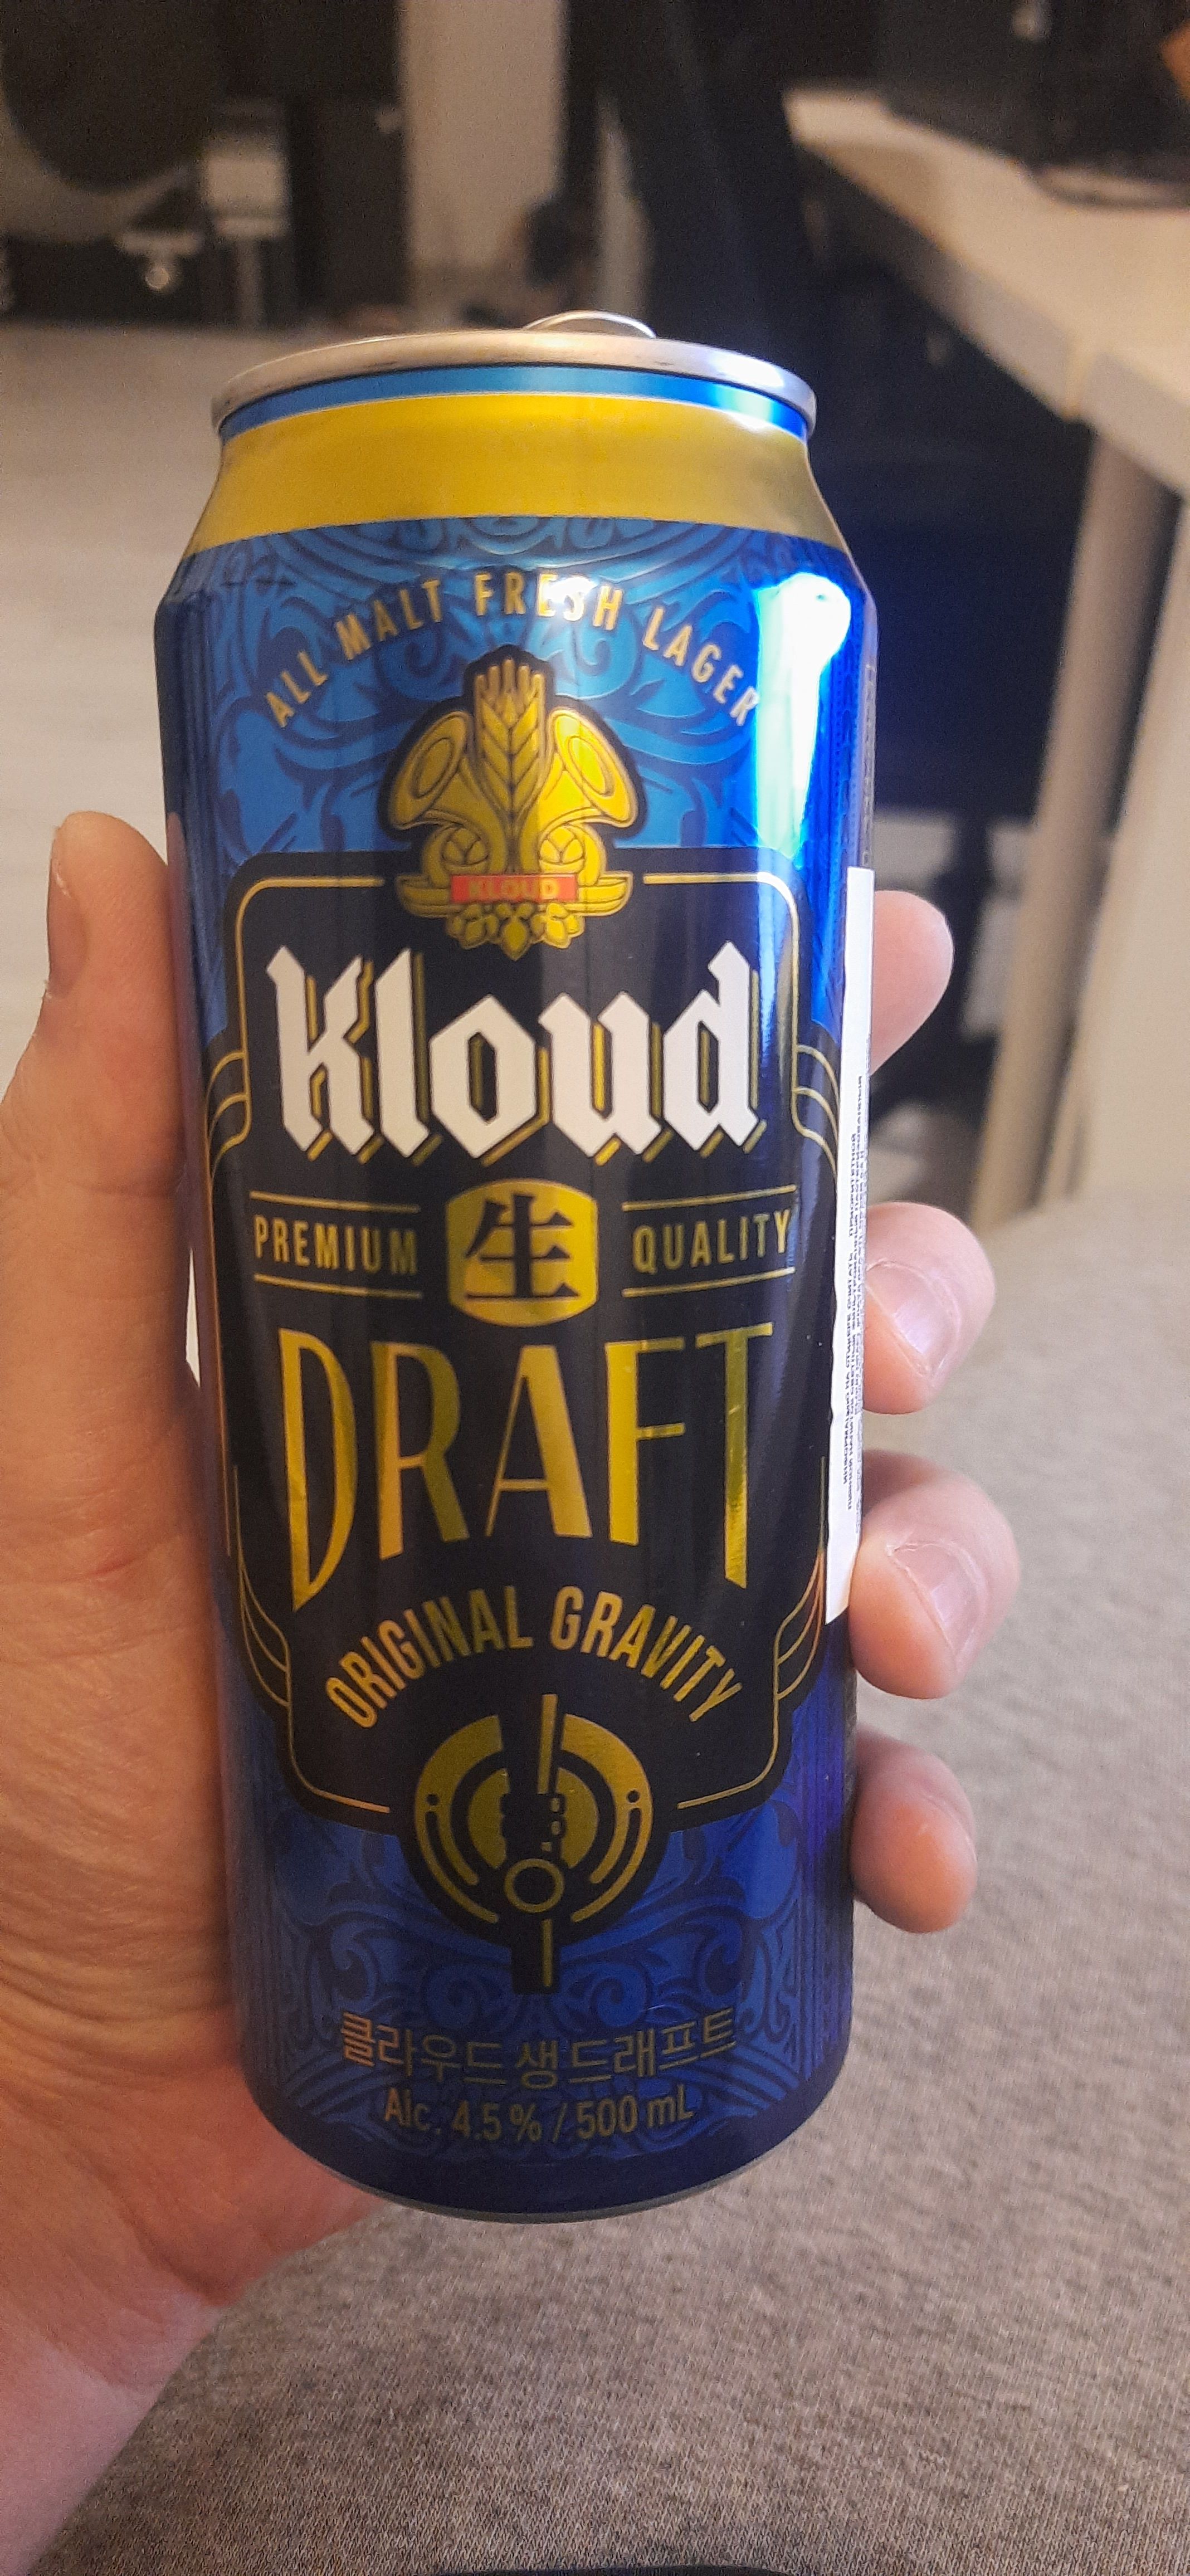 ALL MALT FRESH LAGER
KLOUD
Kloud
PREMIUM 生 QUALITY
DRAFT
ORIGINAL GRAVITY
클라우드 생 드래프트
Alc. 4.5 % / 500 mL